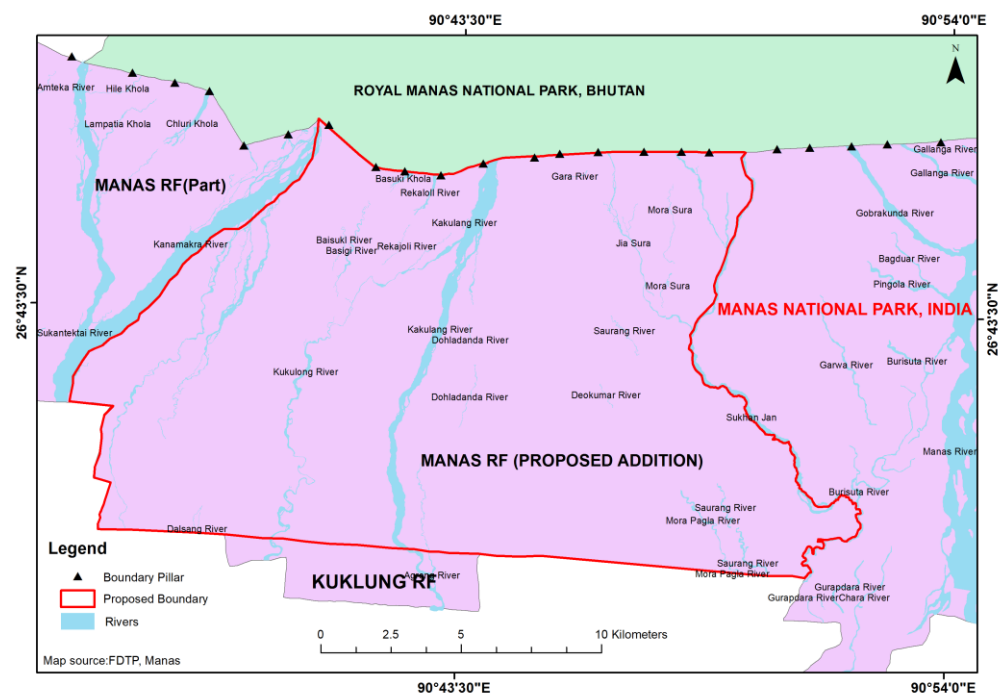 90°43'30"E
90°54'0"E
N
ROYAL MANAS NATIONAL PARK, BHUTAN
Amteka River
Hile Khola
Lampatia Khola
Chluri Khola
MANAS RF(Part)
Gallanga River
Gallanga River
Basuki Khola
Rekaloll River
Gara River
Kakulang River
Mora Sura
Gobrakunda River
Kanamakra River
Baisukl River
Basigi River
Rekajoli River
Jia Sura
Bagduar River
Pingola River
Mora Sura
26°43'30"N
MANAS NATIONAL PARK, INDIA
26°43'30"N
Sukantektai River
Kakulang River
Dohladanda River
Saurang River
Garwa River
Burisuta River
Kukulong River
Dohladanda River
Deokumar River
Sukhan Jan
MANAS RF (PROPOSED ADDITION)
Manas River
Burisuta River
Saurang River
Mora Pagla River
Dalsang River
Saurang River
Mora Pagla River
Agrang River
KUKLUNG RF
Gurapdara River
Gurapdara River
Chara River
Legend
Boundary Pillar
Proposed Boundary
Rivers
0 2.5 5 10 Kilometers
Map source:FDTP, Manas
90°43'30"E
90°54'0"E